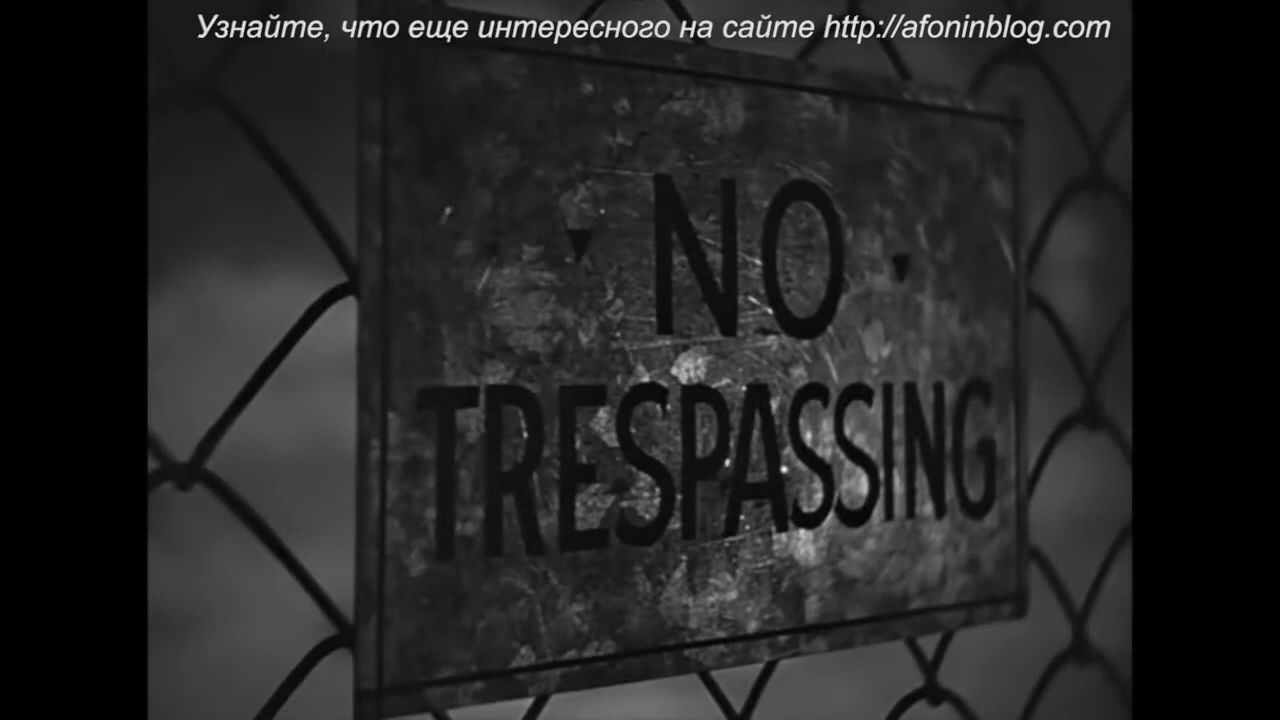 Узнайте, что еще интересного на сайте http://afoninblog.com
NO
TRESPASSING